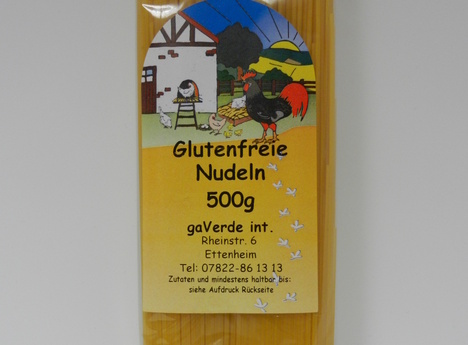 Glutenfreie
Nudeln
500g
gaVerde int.
Rheinstr. 6
Ettenheim
Tel: 07822-86 13 13
Zutaten und mindestens haltbar bis:
siehe Aufdruck Rückseite